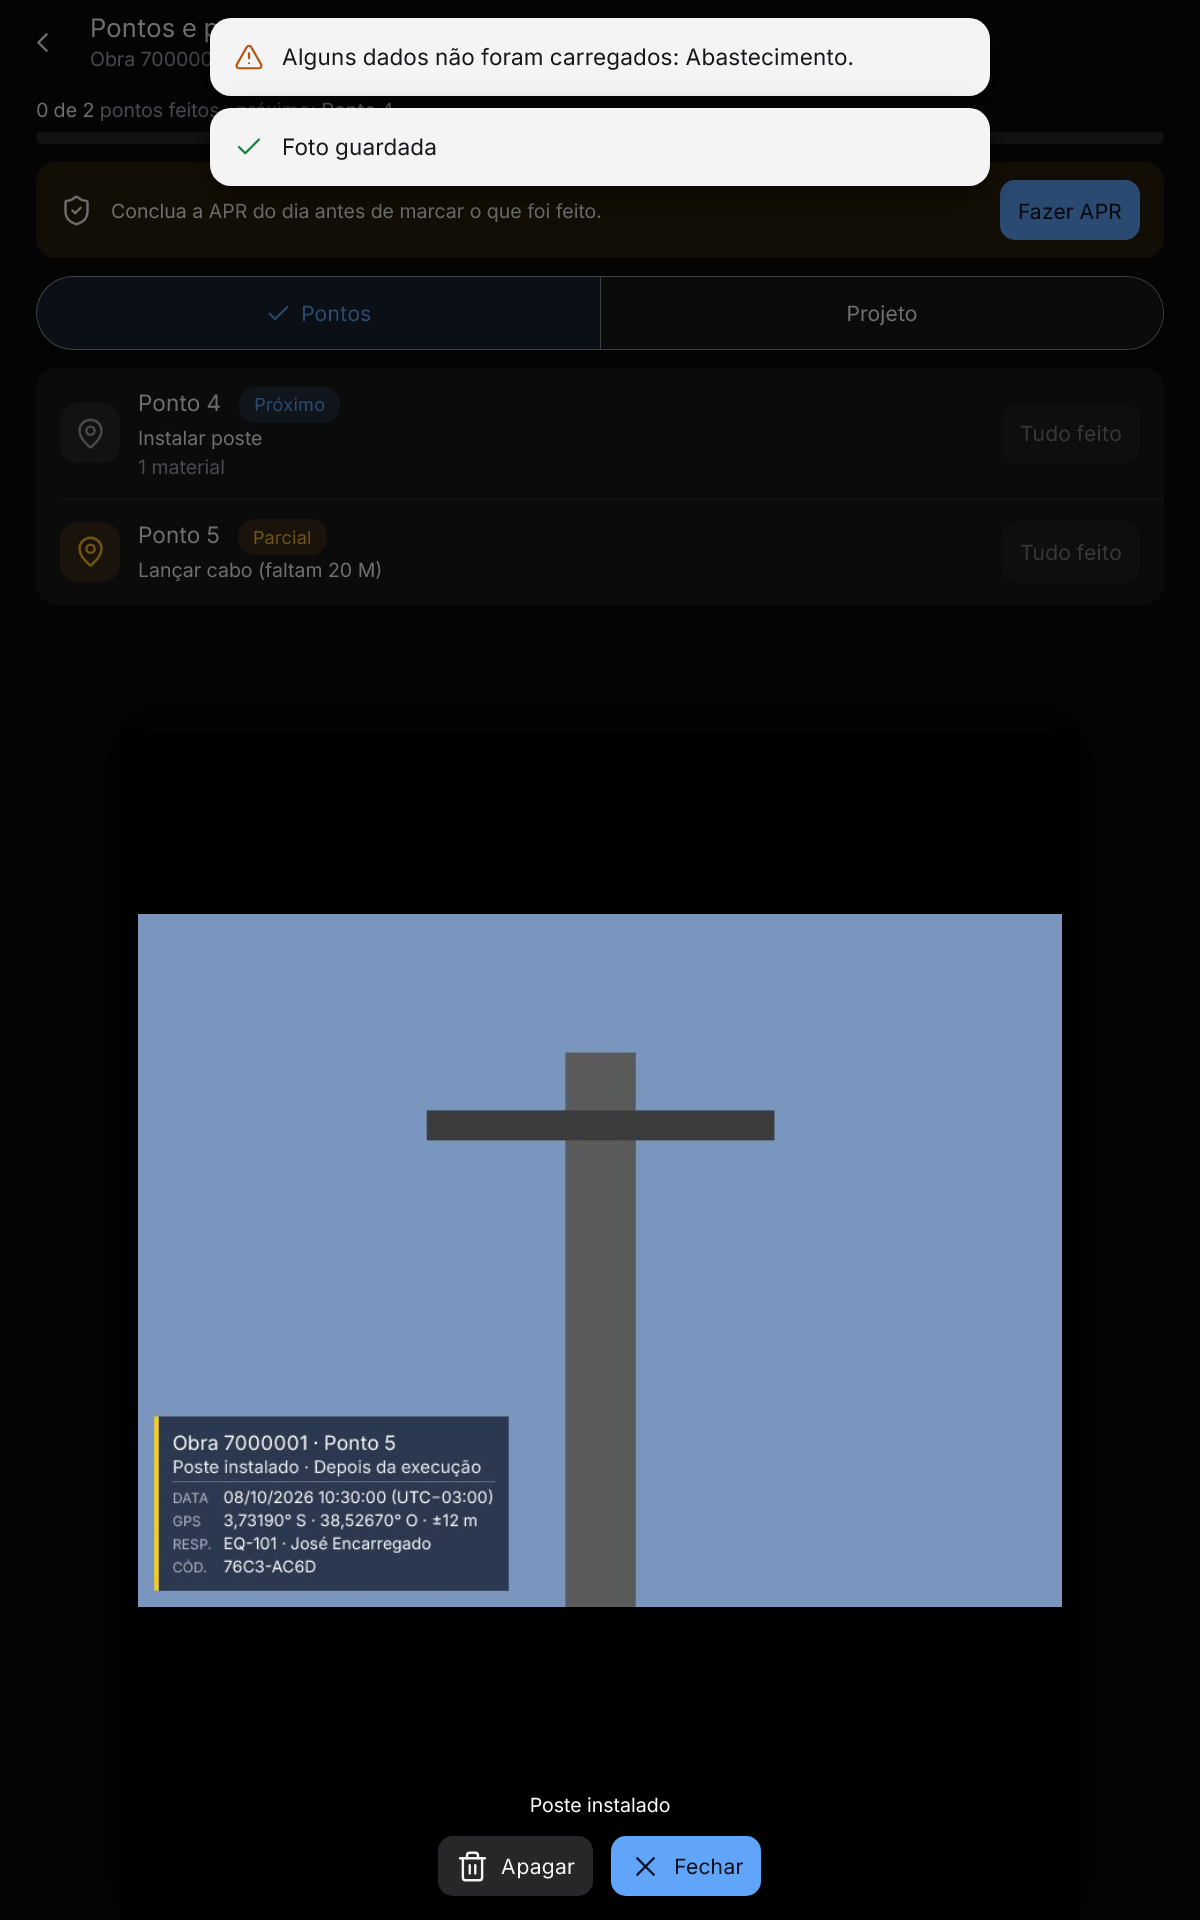 Pontos e
Obra 700000
Alguns dados não foram carregados: Abastecimento.
0 de 2 pontos feitos
Foto guardada
Conclua a APR do dia antes de marcar o que foi feito.
Fazer APR
Pontos
Projeto
Ponto 4
Próximo
Instalar poste
1 material
Tudo feito
Ponto 5
Parcial
Lançar cabo (faltam 20 M)
Tudo feito
Obra 7000001 · Ponto 5
Poste instalado · Depois da execução
DATA 08/10/2026 10:30:00 (UTC−03:00)
GPS 3,73190° S · 38,52670° O · ±12 m
RESP. EQ-101 · José Encarregado
CÓD. 76C3-AC6D
Poste instalado
Apagar
Fechar